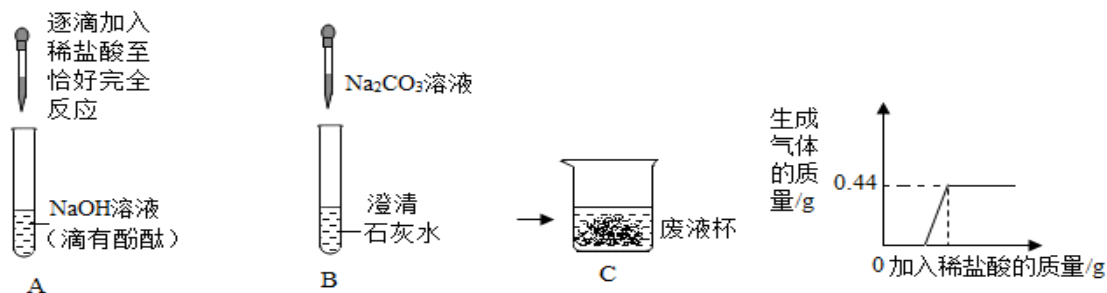 逐滴加入
稀盐酸至
恰好完全
反应
NaOH溶液
（滴有酚酞）
A
Na₂CO₃溶液
澄清
石灰水
B
废液杯
C
生成
气体
的质
量/g
0.44
0 加入稀盐酸的质量/g